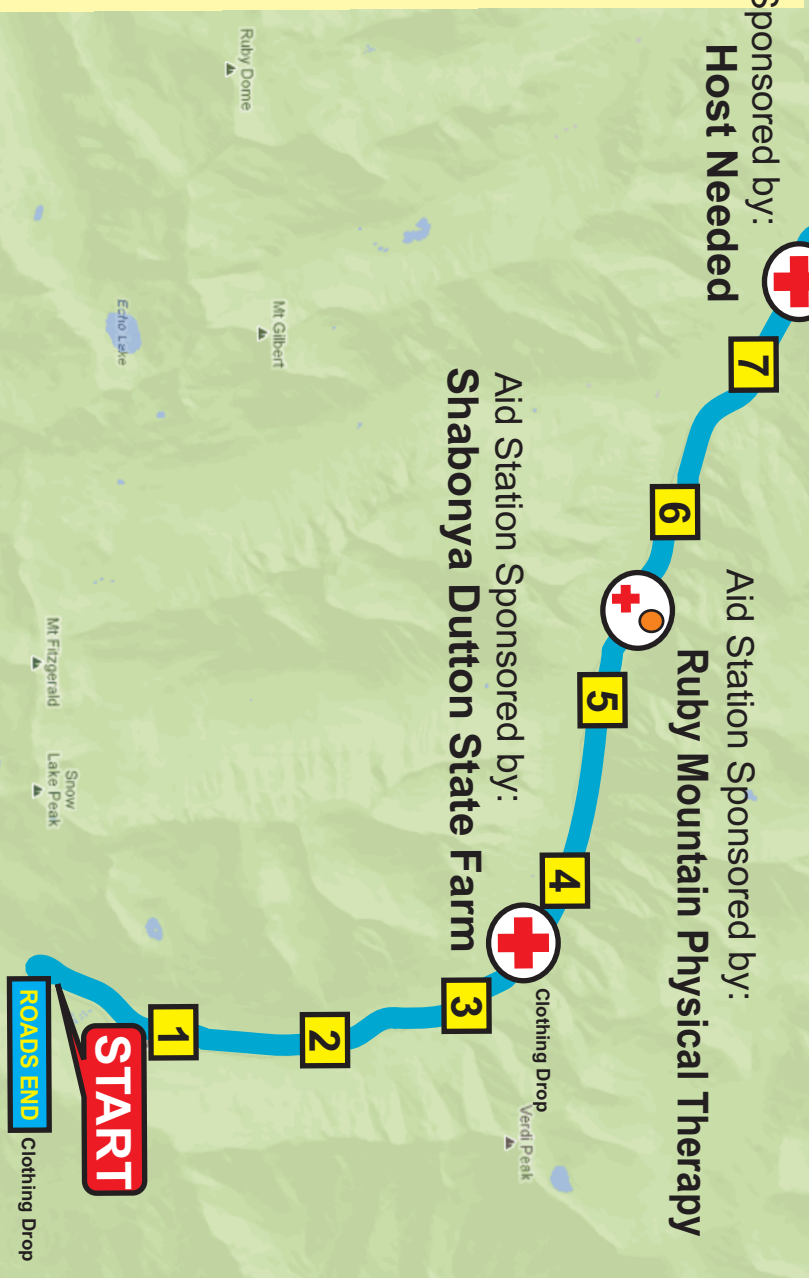 Sponsored by:
Host Needed
7
Aid Station Sponsored by:
Ruby Mountain Physical Therapy
6
5
4
Clothing Drop
Verdi Peak
Aid Station Sponsored by:
Shabonya Dutton State Farm
3
2
Mt Gilbert
Ruby Dome
1
Echo Lake
START
Snow
Lake Peak
Mt Fitzgerald
ROADS END
Clothing Drop